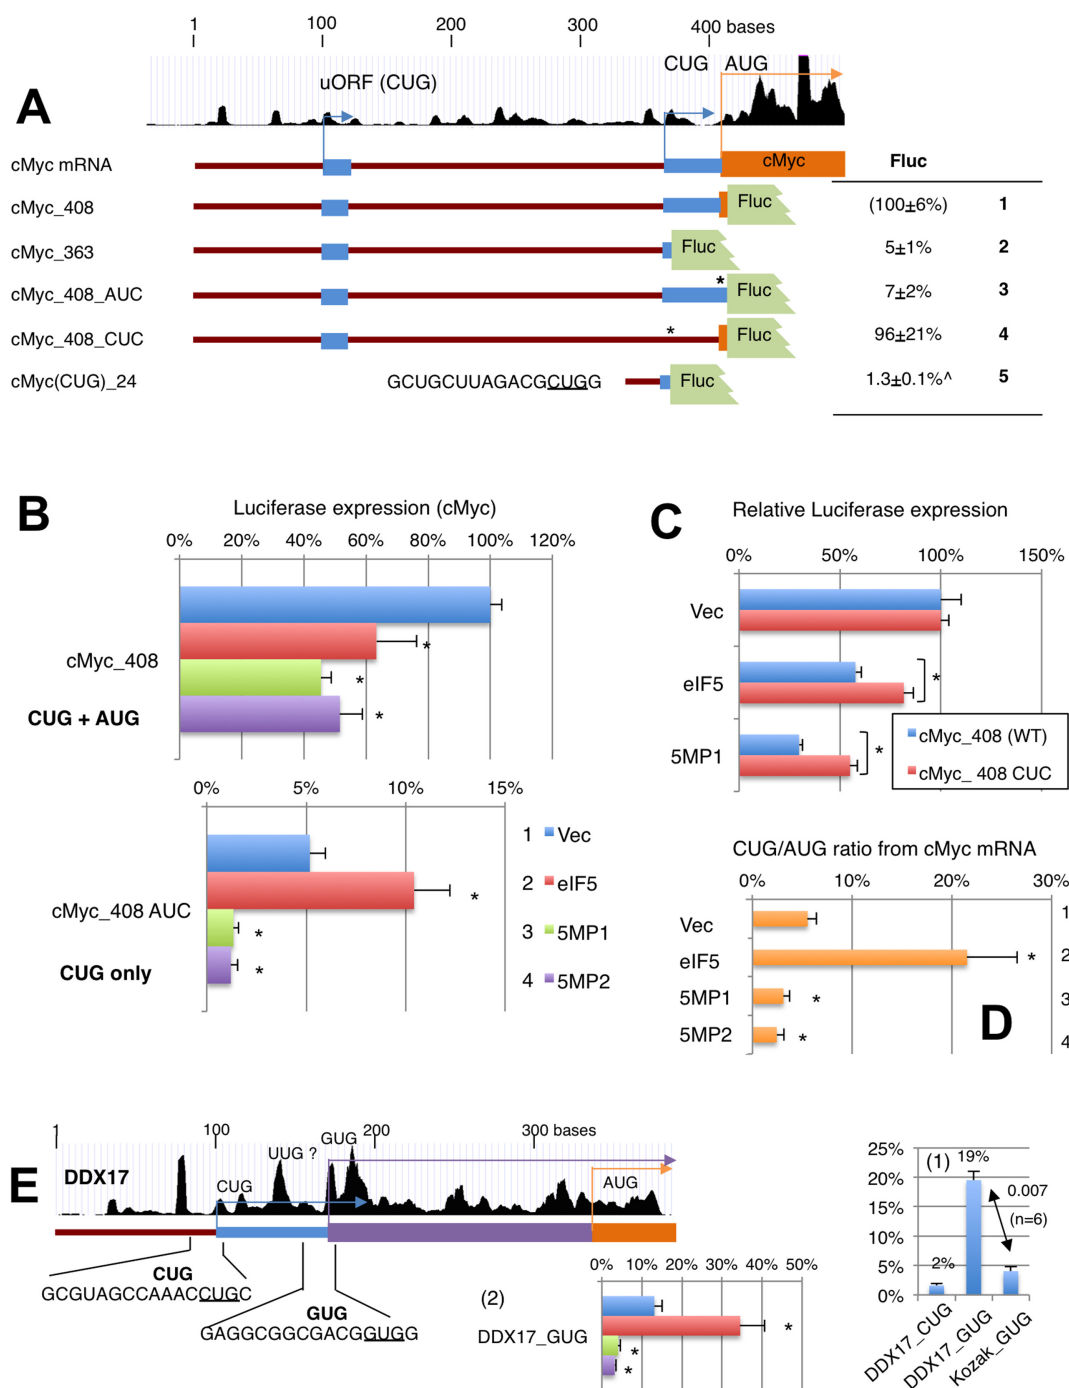 1 100 200 300 400 bases
CUG AUG
uORF (CUG)
A
cMyc mRNA cMyc Fluc
cMyc_408 Fluc (100±6%) 1
cMyc_363 Fluc 5±1% 2
*
cMyc_408_AUC Fluc 7±2% 3
*
cMyc_408_CUC Fluc 96±21% 4
cMyc(CUG)_24 GCUGCUUAGACGCUGG Fluc 1.3±0.1%^ 5
B
Luciferase expression (cMyc)
0% 20% 40% 60% 80% 100% 120%
cMyc_408
CUG + AUG
*
*
*
0% 5% 10% 15%
cMyc_408 AUC
CUG only
*
*
*
1 Vec
2 eIF5
3 5MP1
4 5MP2
C
Relative Luciferase expression
0% 50% 100% 150%
Vec
eIF5 *
5MP1 *
cMyc_408 (WT)
cMyc_ 408 CUC
CUG/AUG ratio from cMyc mRNA
0% 10% 20% 30%
Vec 1
eIF5 * 2
5MP1 * 3
5MP2 * 4
D
E
1 100 200 300 bases
DDX17
CUG
UUG ?
GUG
AUG
CUG
GCGUAGCCAAACCUGC
GUG
GAGGCGGCGACGGUGG
(2)
0% 10% 20% 30% 40% 50%
DDX17_GUG
*
*
*
(1)
25%
20%
15%
10%
5%
0%
2%
19%
0.007
(n=6)
DDX17_CUG
DDX17_GUG
Kozak_GUG